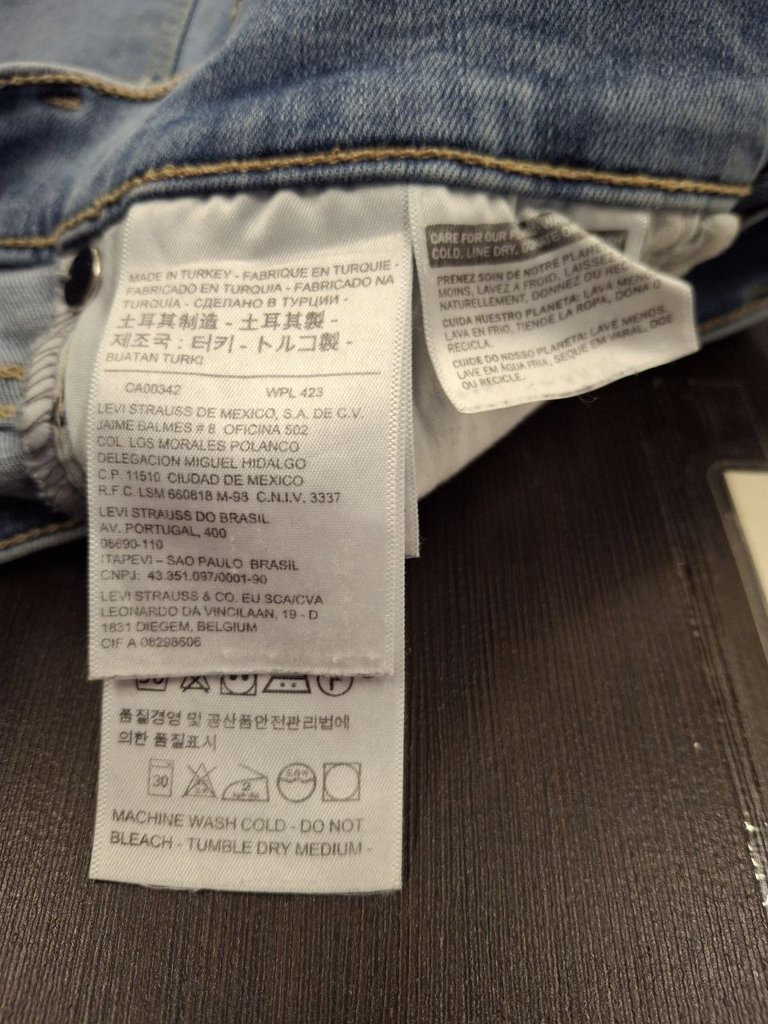 MADE IN TURKEY - FABRIQUE EN TURQUIE -
FABRICADO EN TURQUIA - FABRICADO NA
TURQUIA - СДЕЛАНО В ТУРЦИИ -
土耳其制造 - 土耳其製 -
제조국 : 터키 - トルコ製 -
BUATAN TURKI
CA00342 WPL 423
LEVI STRAUSS DE MEXICO, S.A. DE C.V.
JAIME BALMES # 8 OFICINA 502
COL. LOS MORALES POLANCO
DELEGACION MIGUEL HIDALGO
C.P. 11510 CIUDAD DE MEXICO
R.F.C. LSM 660818 M-98 C.N.I.V. 3337
LEVI STRAUSS DO BRASIL
AV. PORTUGAL, 400
06690-110
ITAPEVI – SAO PAULO BRASIL
CNPJ: 43.351.097/0001-90
LEVI STRAUSS & CO. EU SCA/CVA
LEONARDO DA VINCILAAN, 19 - D
1831 DIEGEM, BELGIUM
CIF A 08298606
품질경영 및 공산품안전관리법에
의한 품질표시
30
2
MACHINE WASH COLD - DO NOT
BLEACH - TUMBLE DRY MEDIUM -
CARE FOR OUR
COLD, LINE DRY,
PRENEZ SOIN DE NOTRE
MOINS, LAVEZ A FROID,
NATURELLEMENT, DONNEZ OU
CUIDA NUESTRO PLANETA: LAVA MENOS,
LAVA EN FRIO, TIENDE LA ROPA, DONA O
RECICLA.
CUIDE DO NOSSO PLANETA: LAVE MENOS,
LAVE EM ÁGUA FRIA, SEQUE EM VARAL, DOE
OU RECICLE.